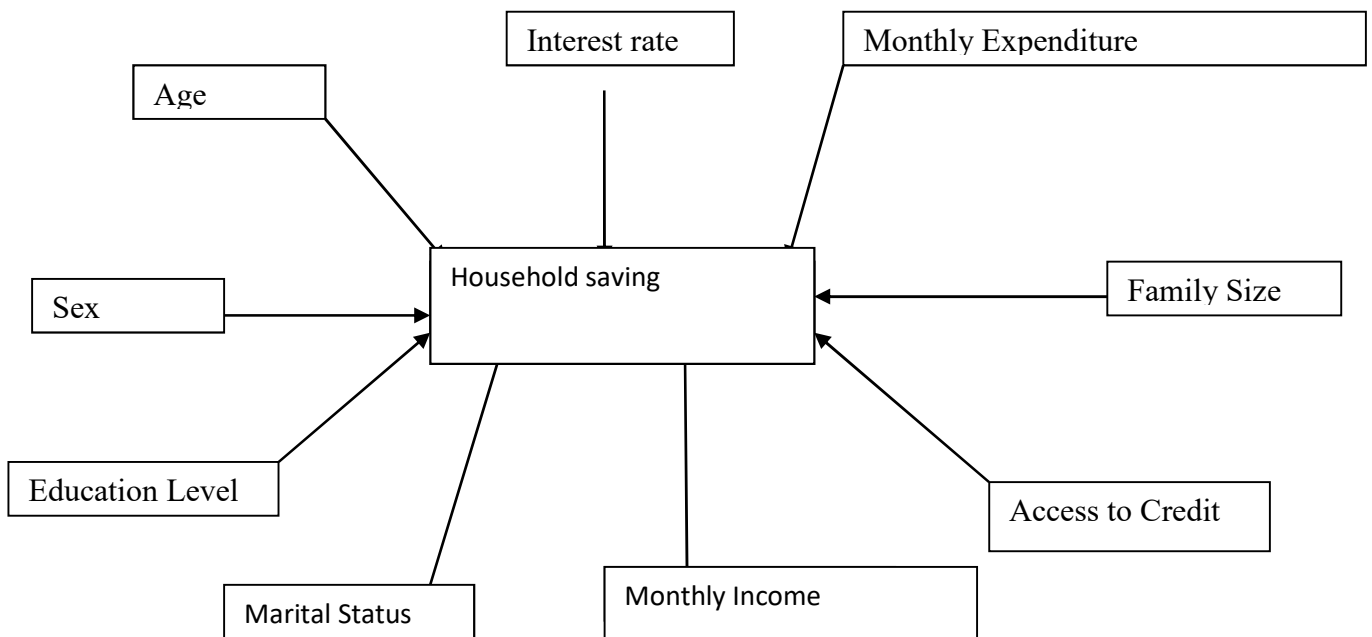 Interest rate
Monthly Expenditure
Age
Household saving
Family Size
Sex
Education Level
Access to Credit
Monthly Income
Marital Status